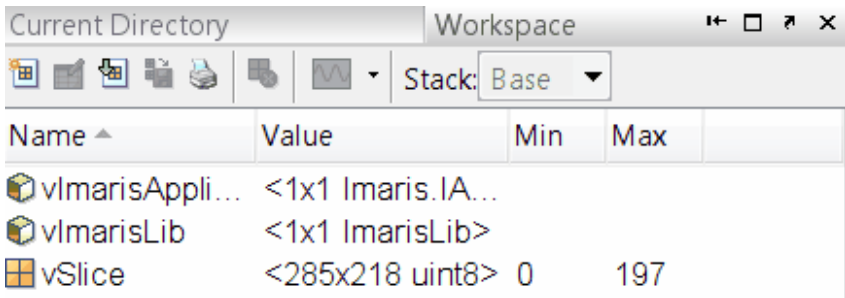 Current Directory Workspace
Stack: Base
Name Value Min Max
vImarisAppli... <1x1 Imaris.IA...
vImarisLib <1x1 ImarisLib>
vSlice <285x218 uint8> 0 197